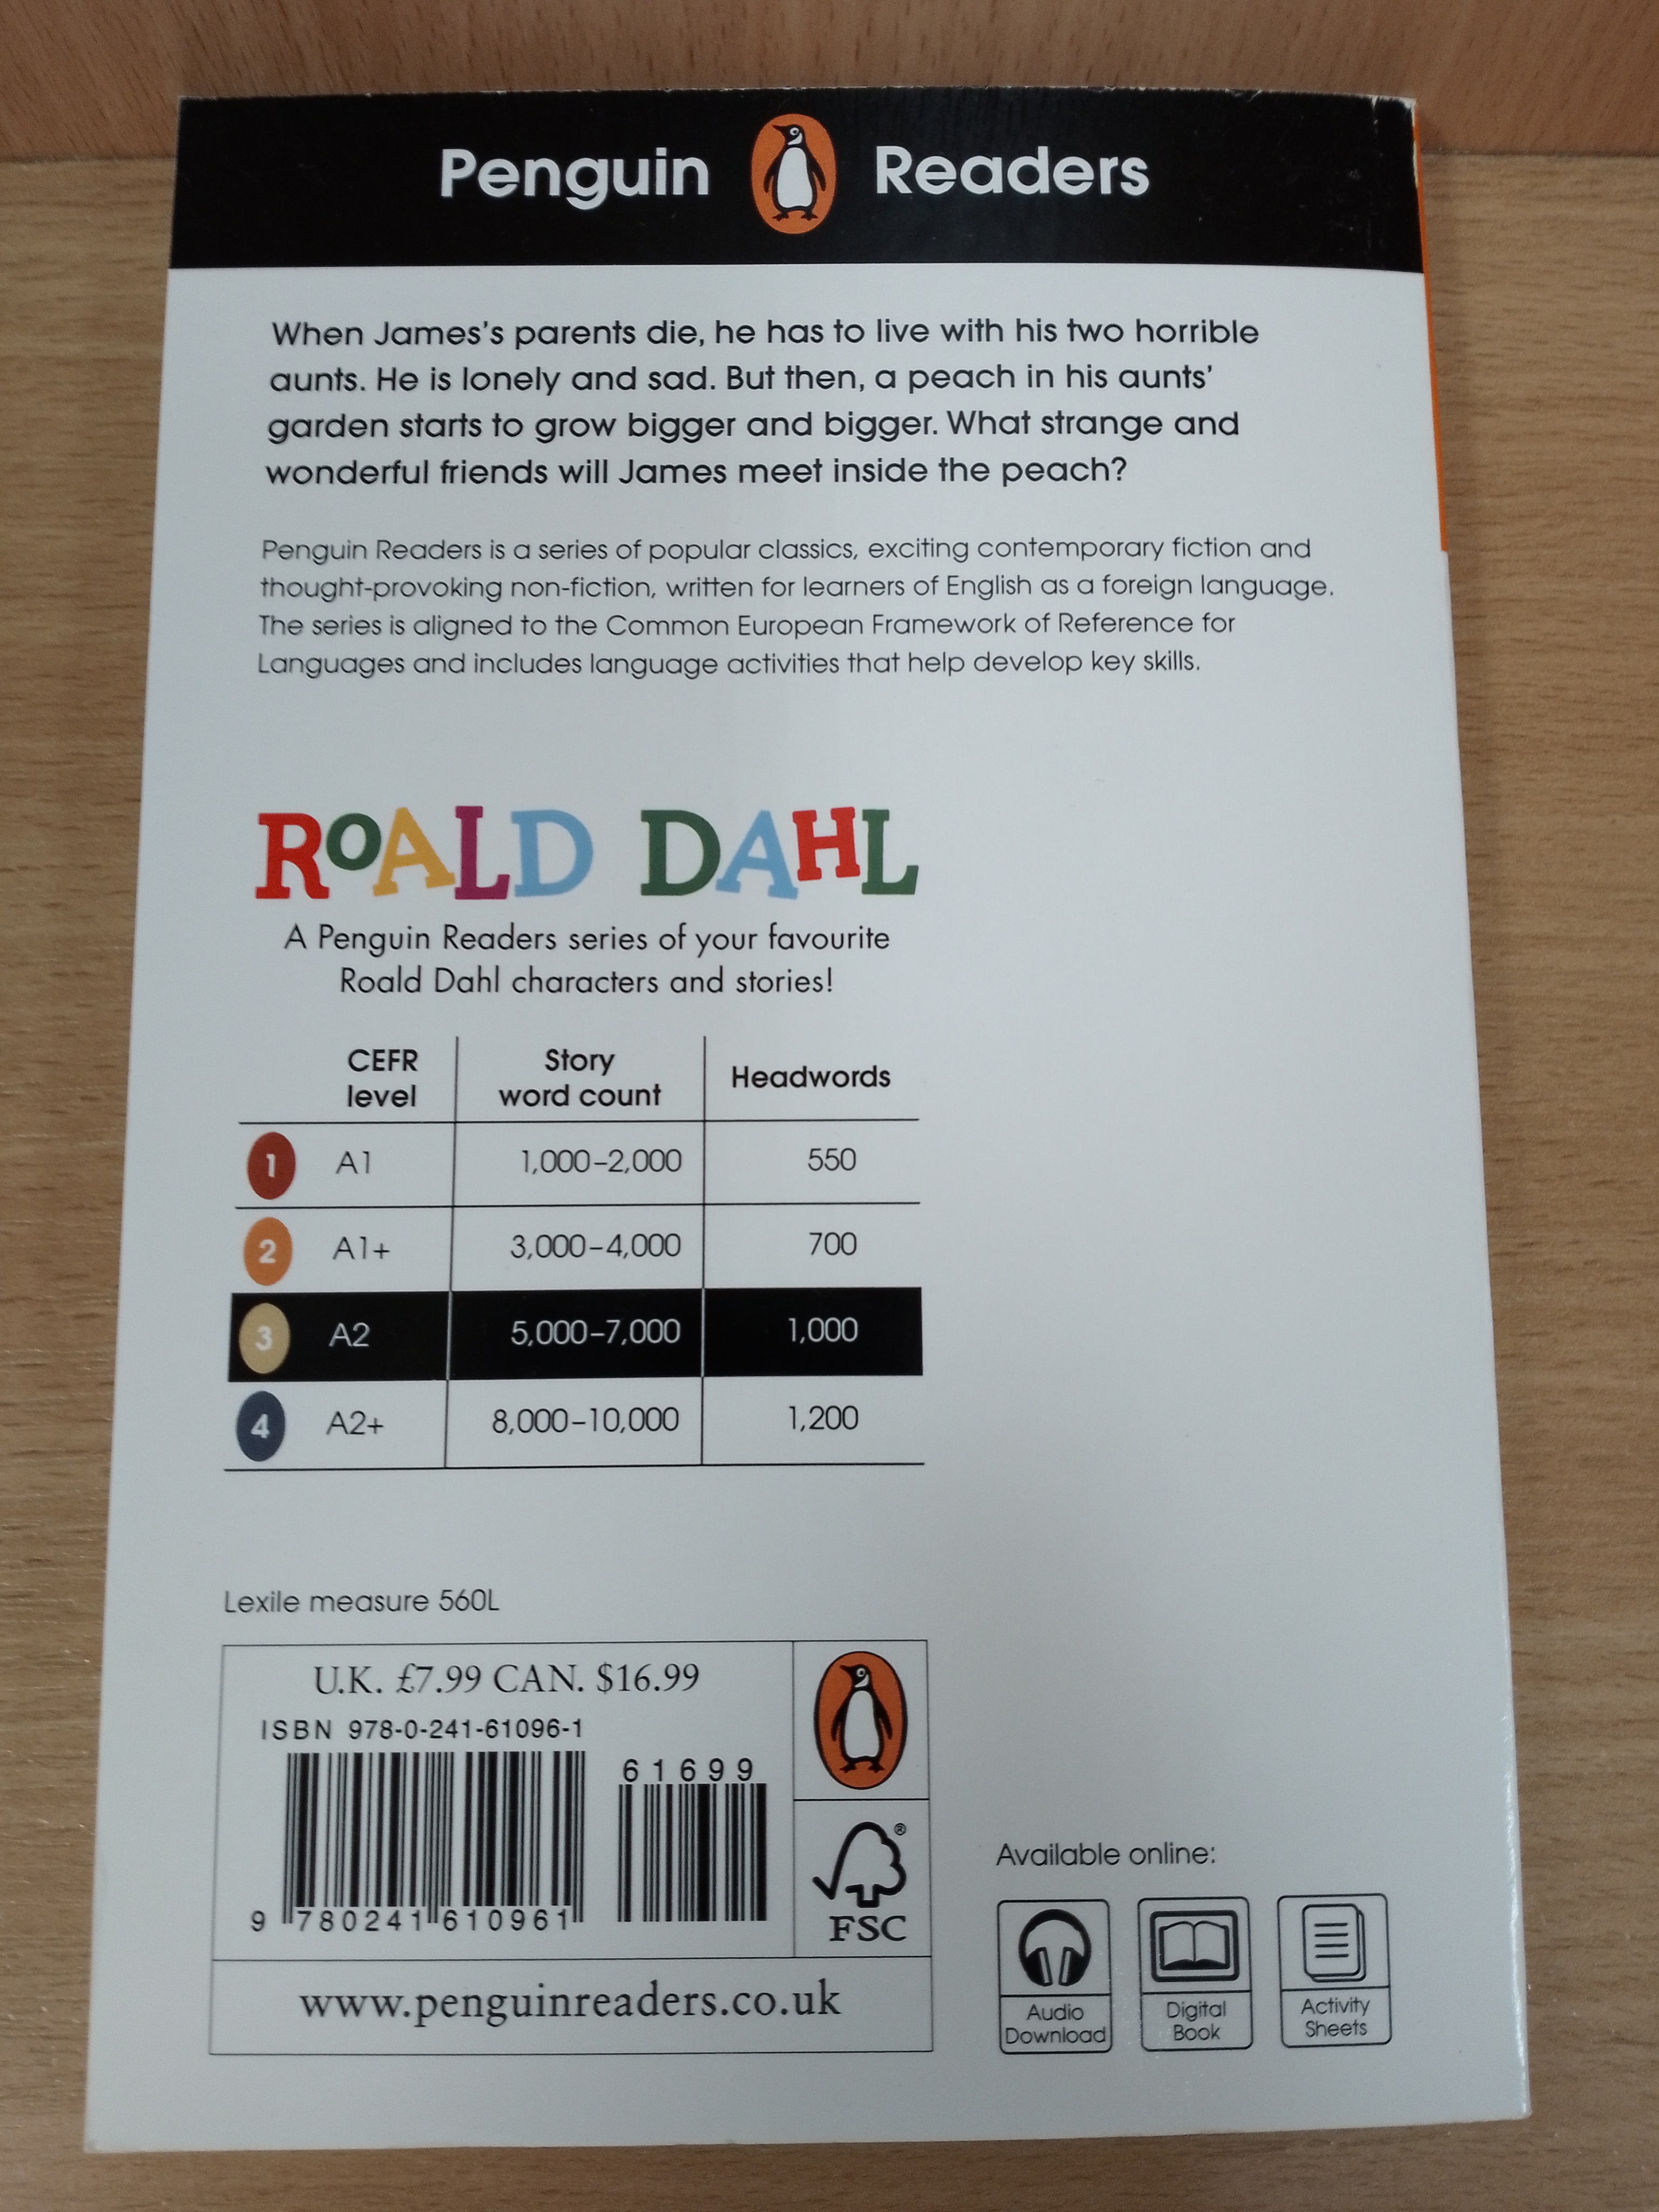 Penguin Readers
When James's parents die, he has to live with his two horrible
aunts. He is lonely and sad. But then, a peach in his aunts'
garden starts to grow bigger and bigger. What strange and
wonderful friends will James meet inside the peach?
Penguin Readers is a series of popular classics, exciting contemporary fiction and
thought-provoking non-fiction, written for learners of English as a foreign language.
The series is aligned to the Common European Framework of Reference for
Languages and includes language activities that help develop key skills.
ROALD DAHL
A Penguin Readers series of your favourite
Roald Dahl characters and stories!
CEFR level Story word count Headwords
1 A1 1,000–2,000 550
2 A1+ 3,000–4,000 700
3 A2 5,000–7,000 1,000
4 A2+ 8,000–10,000 1,200
Lexile measure 560L
U.K. £7.99 CAN. $16.99
ISBN 978-0-241-61096-1
61699
9 780241 610961
®
FSC
www.penguinreaders.co.uk
Available online:
Audio
Download
Digital
Book
Activity
Sheets